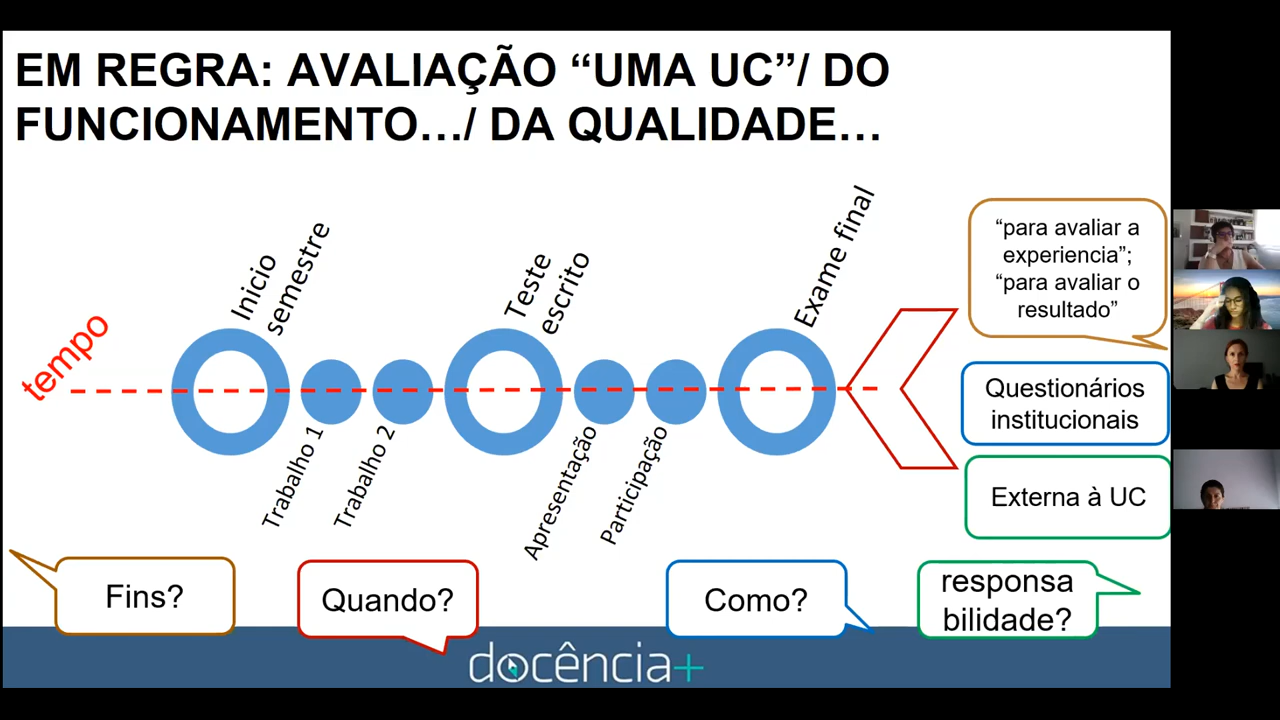 EM REGRA: AVALIAÇÃO “UMA UC”/ DO
FUNCIONAMENTO…/ DA QUALIDADE…
tempo
Inicio
semestre
Trabalho 1
Trabalho 2
Teste
escrito
Apresentação
Participação
Exame final
“para avaliar a
experiencia”;
“para avaliar o
resultado”
Questionários
institucionais
Externa à UC
Fins?
Quando?
Como?
responsa
bilidade?
docência+